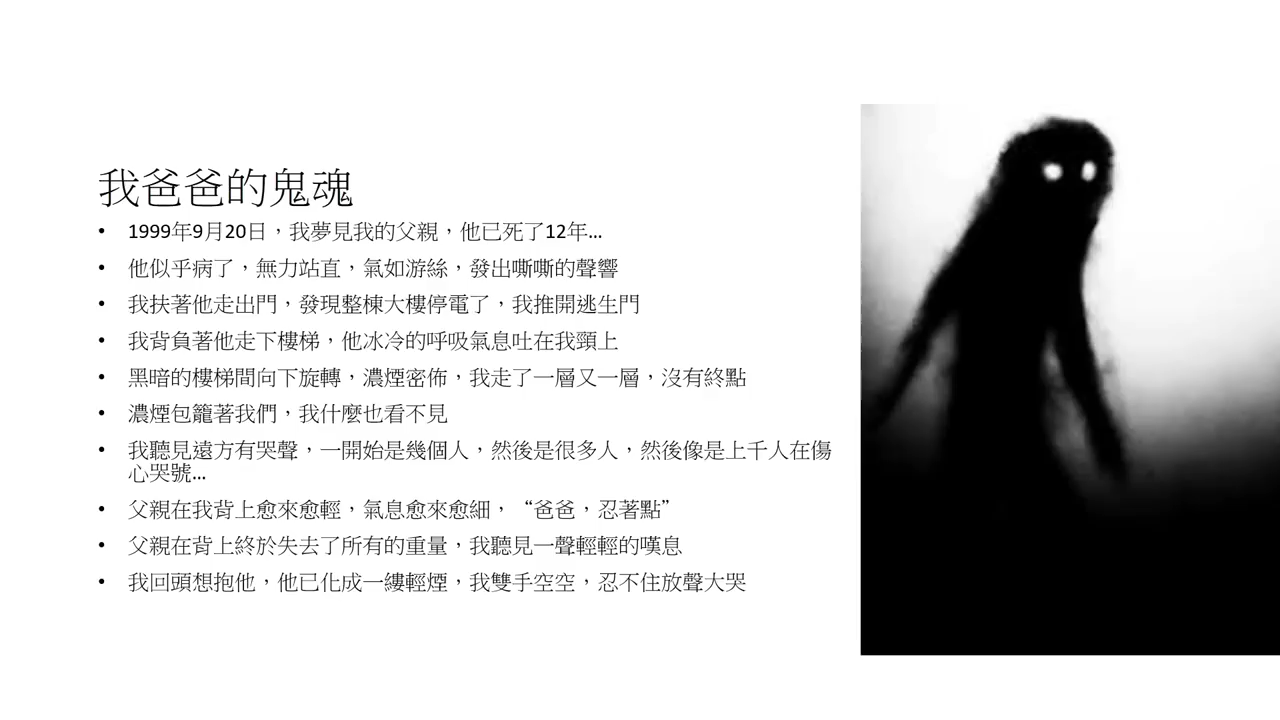 我爸爸的鬼魂
• 1999年9月20日，我夢見我的父親，他已死了12年…
• 他似乎病了，無力站直，氣如游絲，發出嘶嘶的聲響
• 我扶著他走出門，發現整棟大樓停電了，我推開逃生門
• 我背負著他走下樓梯，他冰冷的呼吸氣息吐在我頸上
• 黑暗的樓梯間向下旋轉，濃煙密佈，我走了一層又一層，沒有終點
• 濃煙包籠著我們，我什麼也看不見
• 我聽見遠方有哭聲，一開始是幾個人，然後是很多人，然後像是上千人在傷
心哭號…
• 父親在我背上愈來愈輕，氣息愈來愈細，“爸爸，忍著點”
• 父親在背上終於失去了所有的重量，我聽見一聲輕輕的嘆息
• 我回頭想抱他，他已化成一縷輕煙，我雙手空空，忍不住放聲大哭